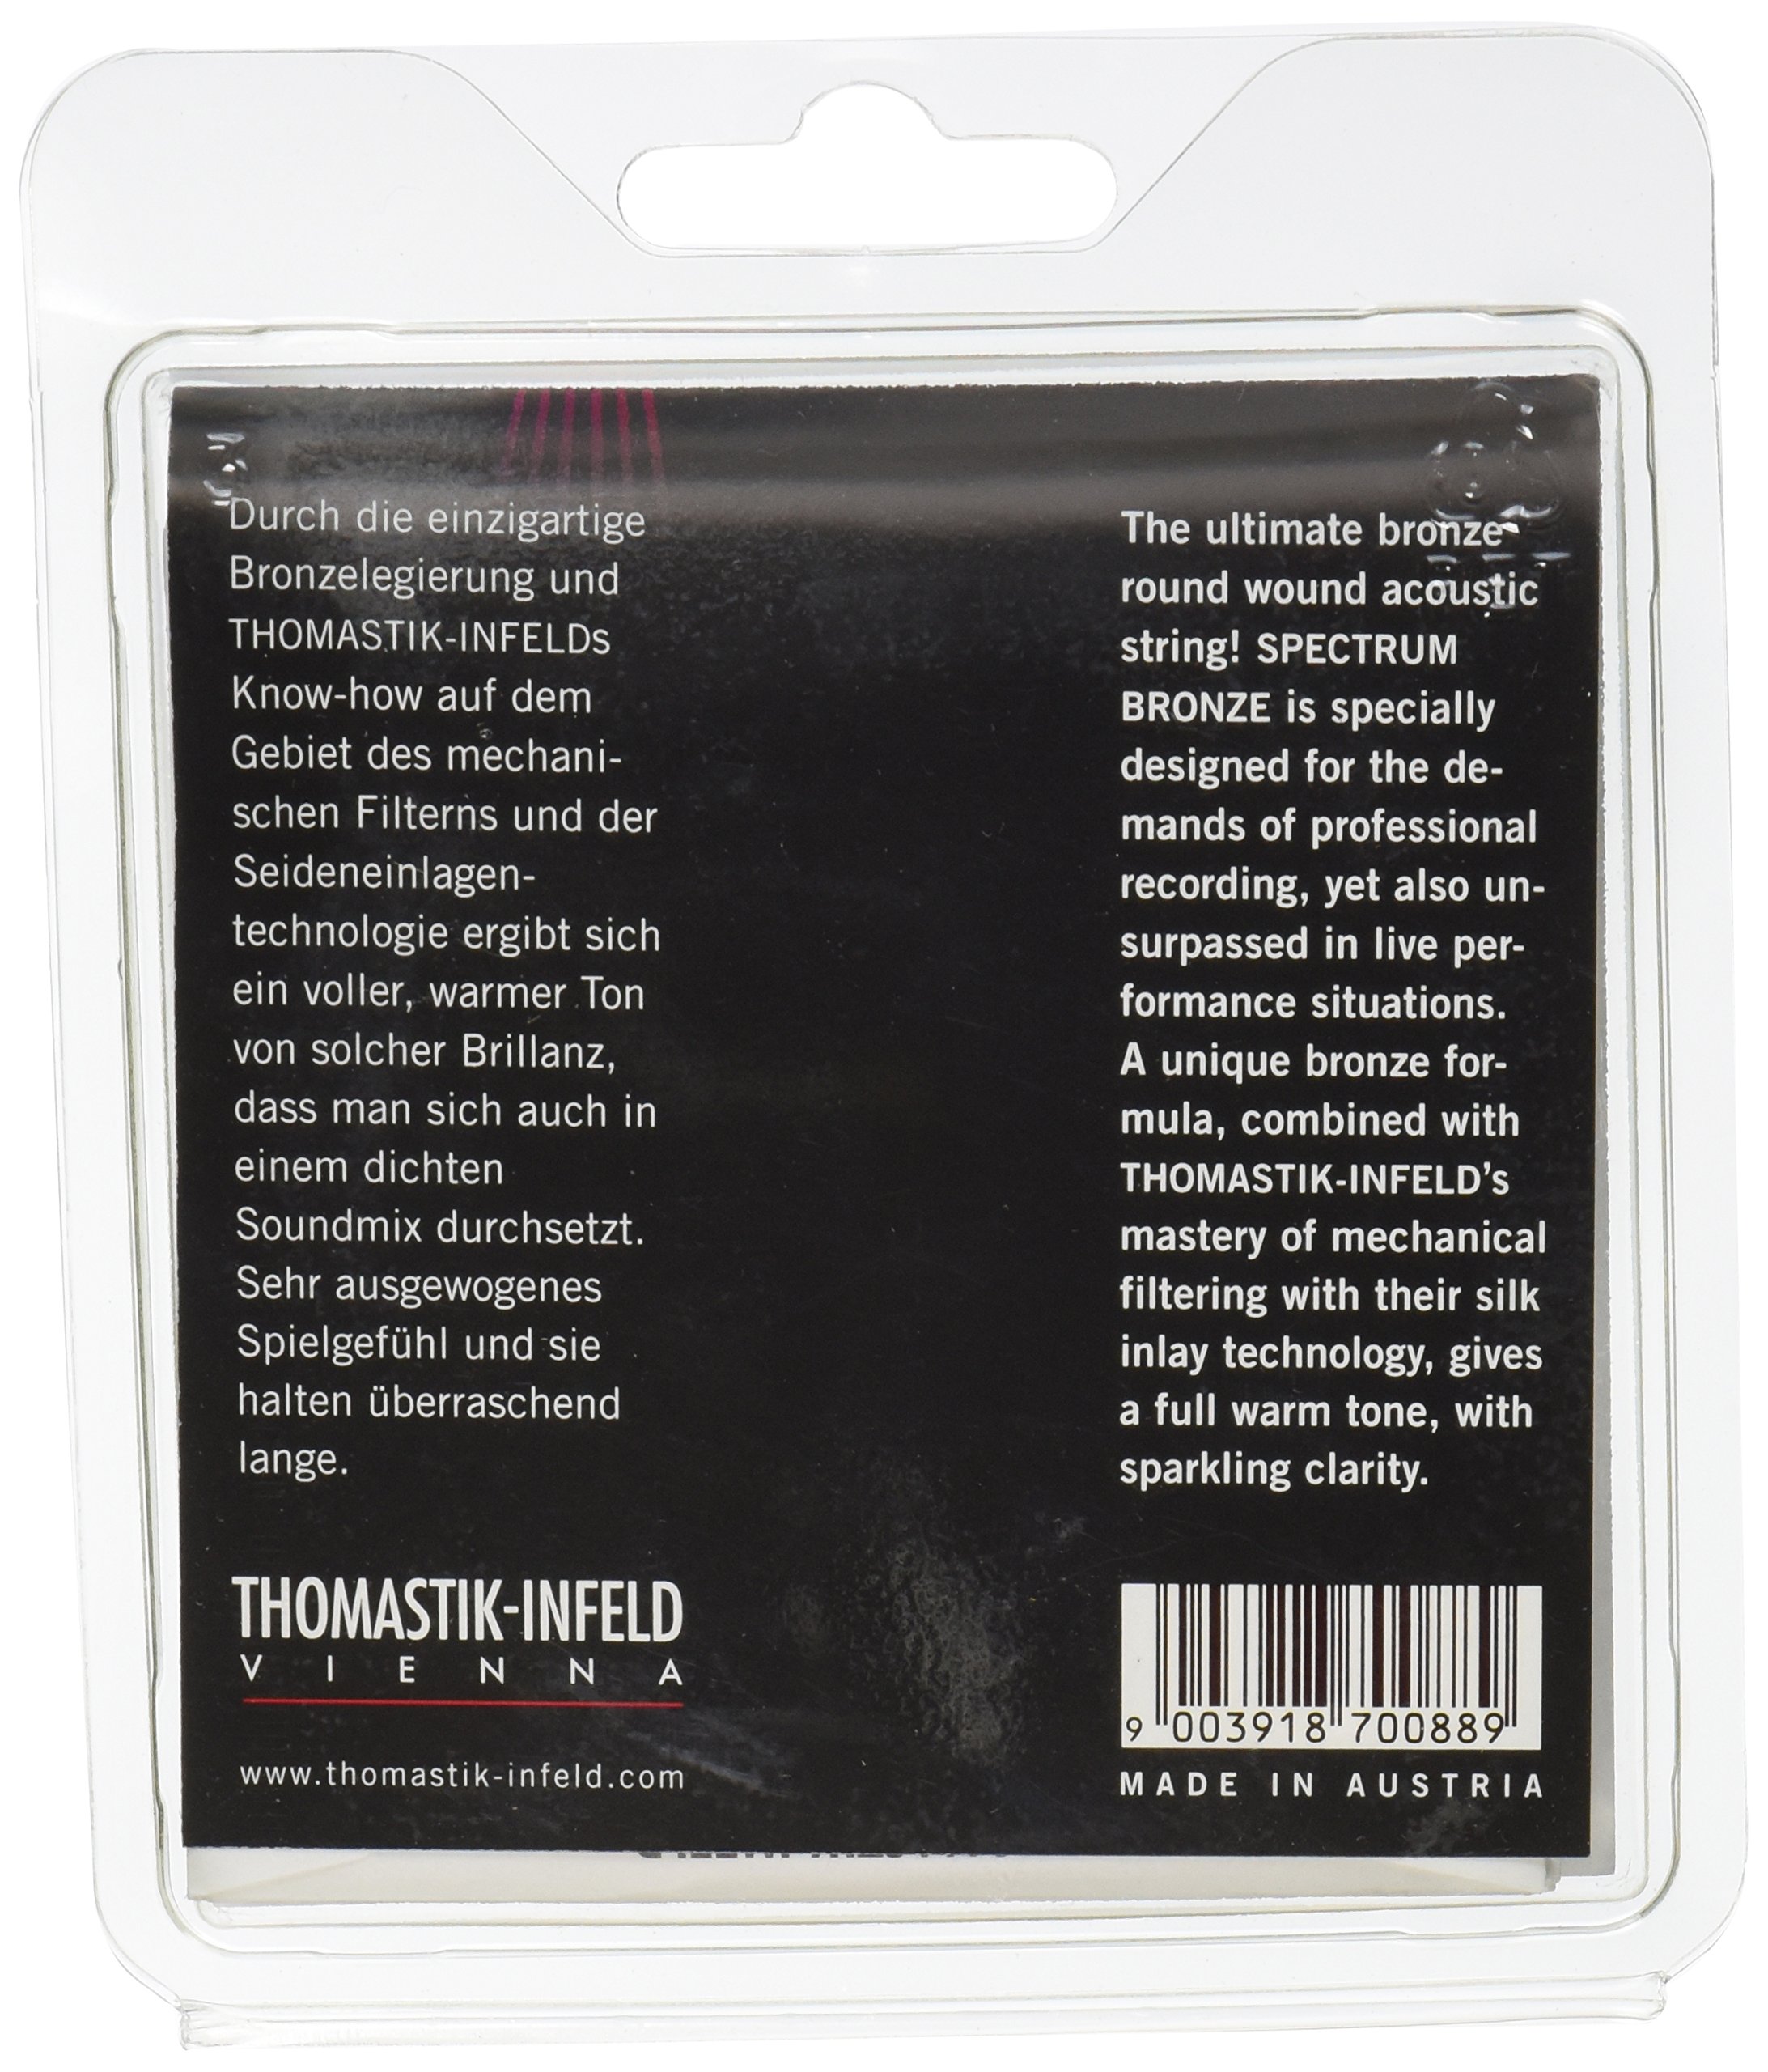 Durch die einzigartige
Bronzelegierung und
THOMASTIK-INFELDs
Know-how auf dem
Gebiet des mechani-
schen Filterns und der
Seideneinlagen-
technologie ergibt sich
ein voller, warmer Ton
von solcher Brillanz,
dass man sich auch in
einem dichten
Soundmix durchsetzt.
Sehr ausgewogenes
Spielgefühl und sie
halten überraschend
lange.
THOMASTIK-INFELD
VIENNA
www.thomastik-infeld.com
The ultimate bronze
round wound acoustic
string! SPECTRUM
BRONZE is specially
designed for the de-
mands of professional
recording, yet also un-
surpassed in live per-
formance situations.
A unique bronze for-
mula, combined with
THOMASTIK-INFELD's
mastery of mechanical
filtering with their silk
inlay technology, gives
a full warm tone, with
sparkling clarity.
9 003918 700889
MADE IN AUSTRIA